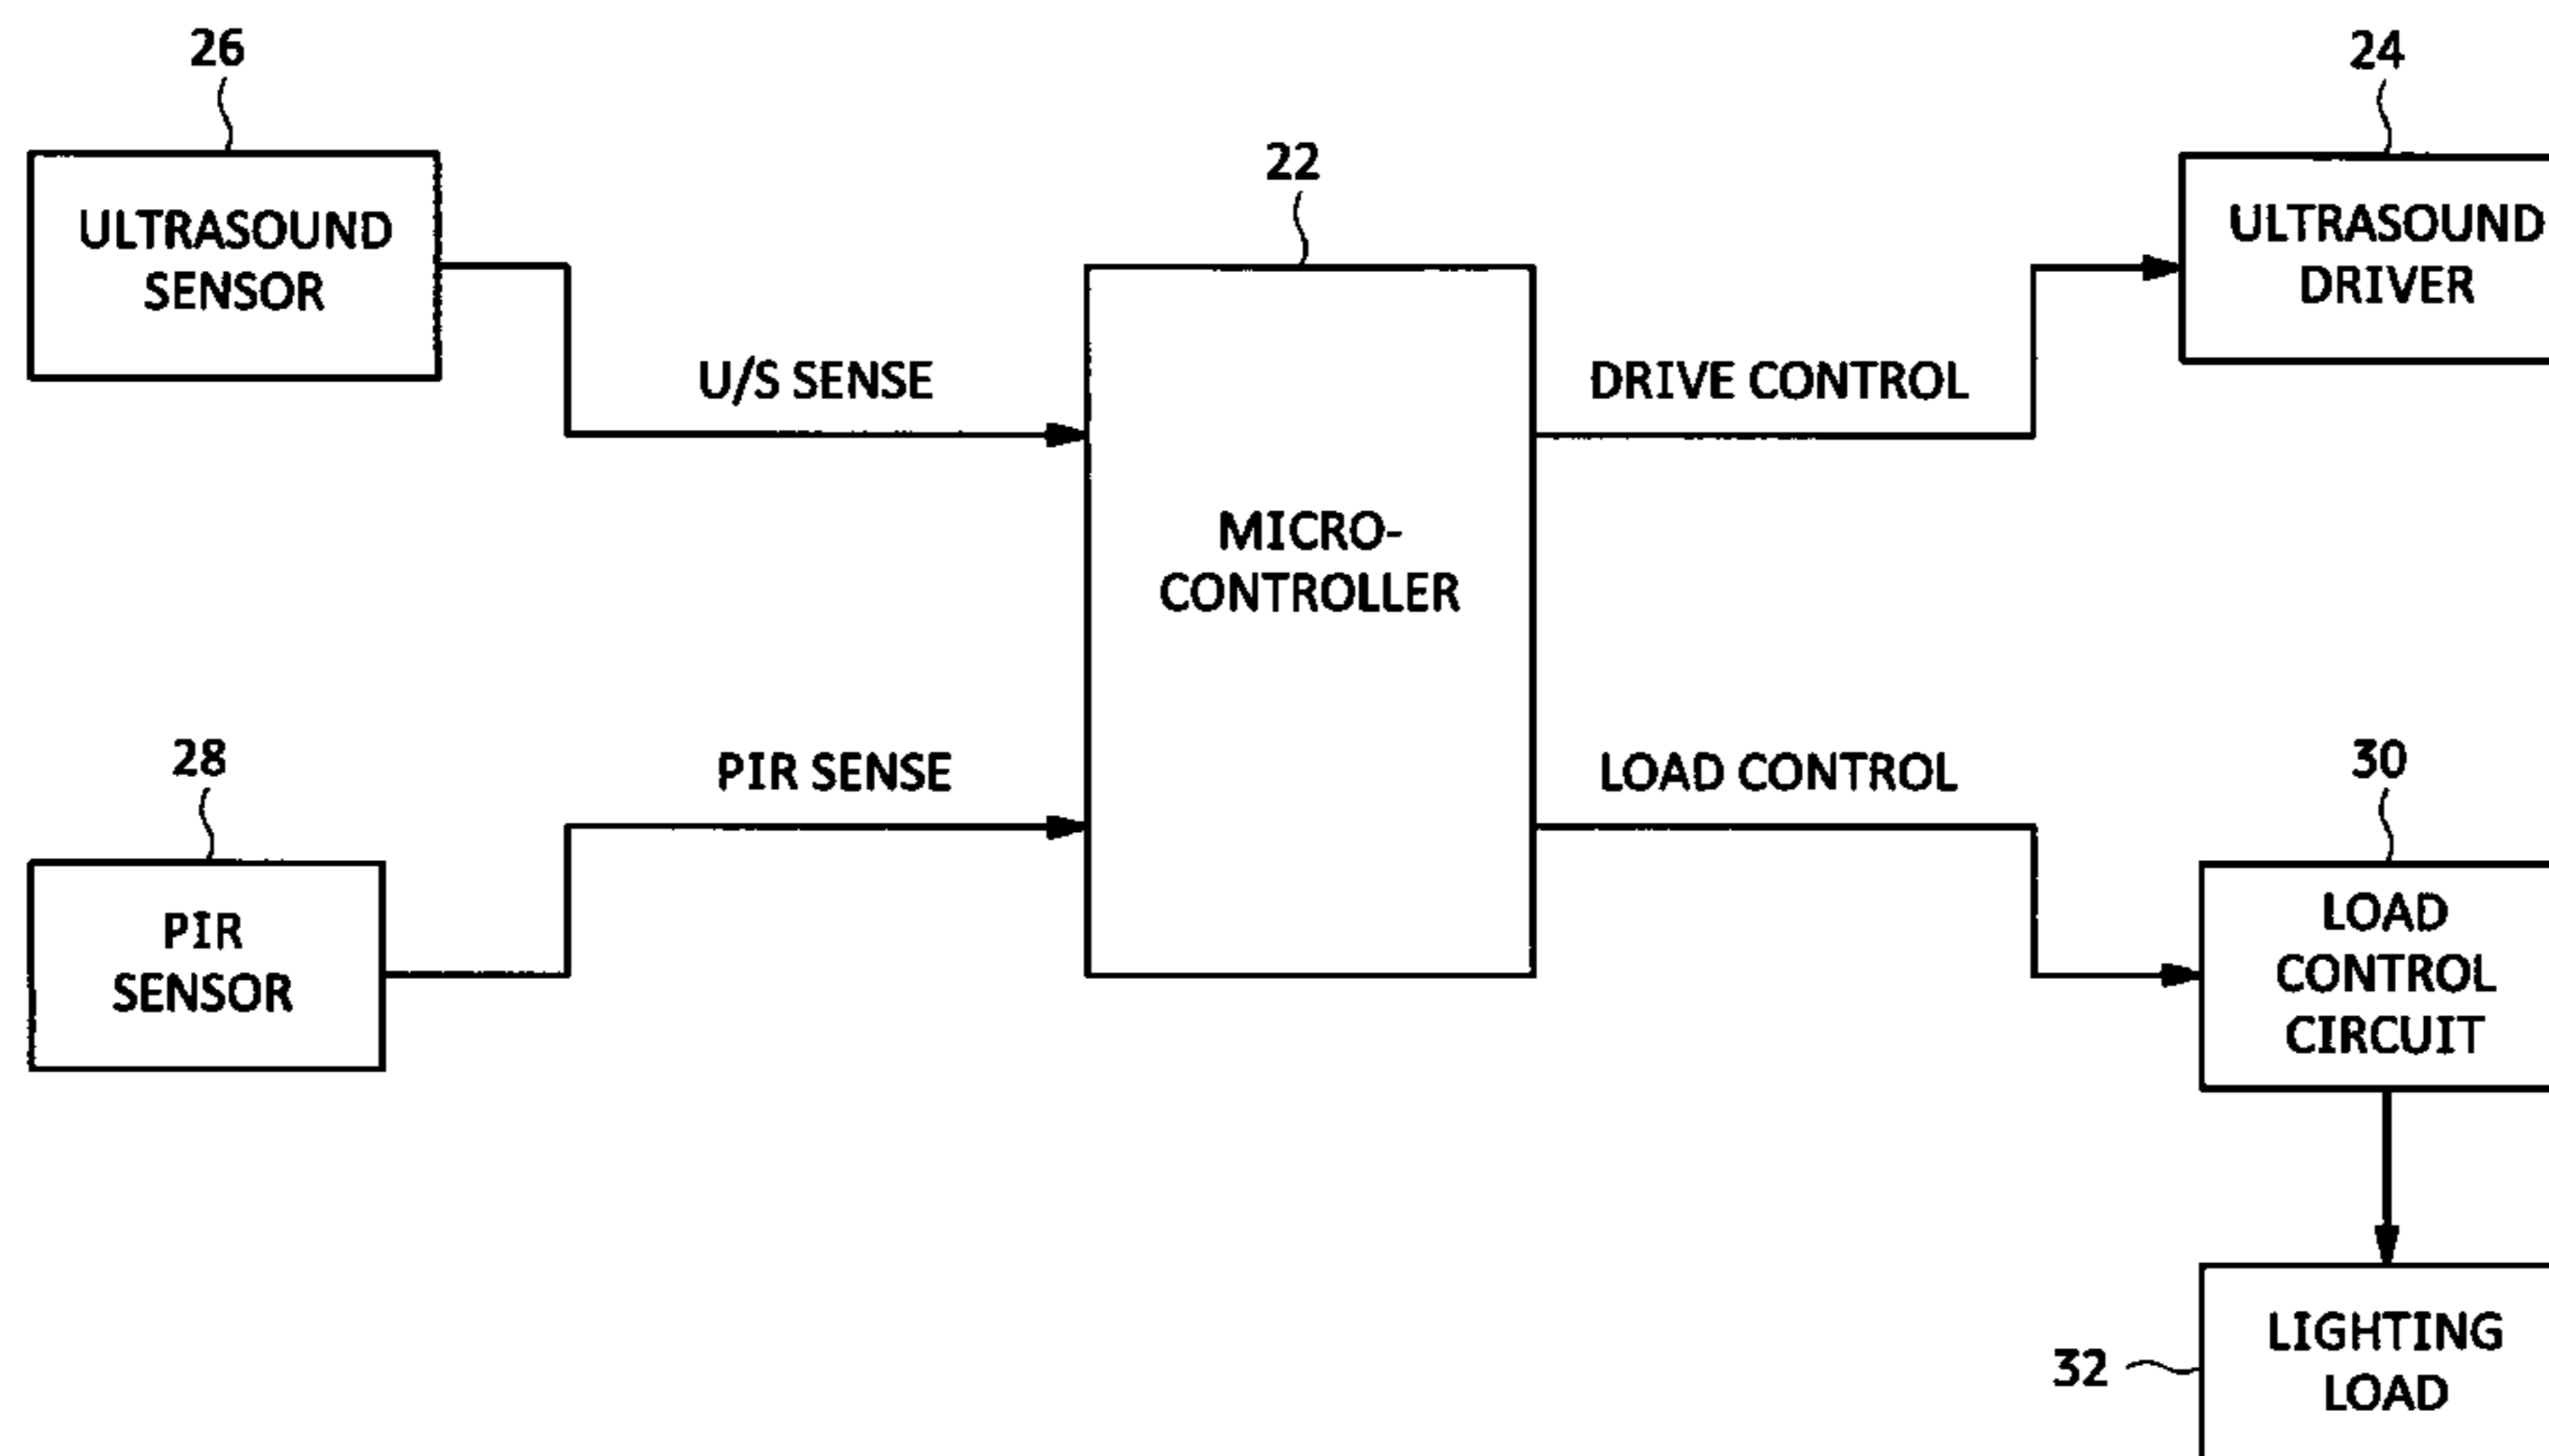 26
24
22
ULTRASOUND
SENSOR
ULTRASOUND
DRIVER
U/S SENSE
DRIVE CONTROL
MICRO-
CONTROLLER
28
PIR SENSE
LOAD CONTROL
30
PIR
SENSOR
LOAD
CONTROL
CIRCUIT
32
LIGHTING
LOAD